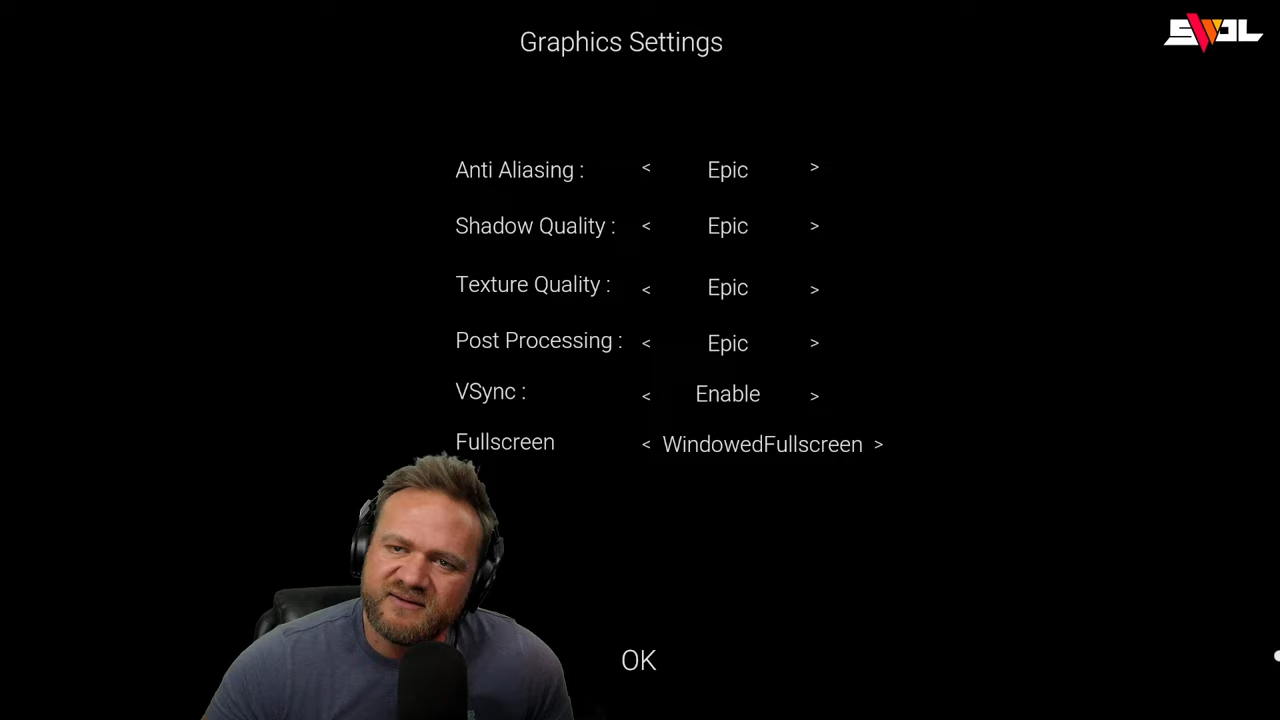 SWOL
Graphics Settings
Anti Aliasing : < Epic >
Shadow Quality : < Epic >
Texture Quality : < Epic >
Post Processing : < Epic >
VSync : < Enable >
Fullscreen < WindowedFullscreen >
OK